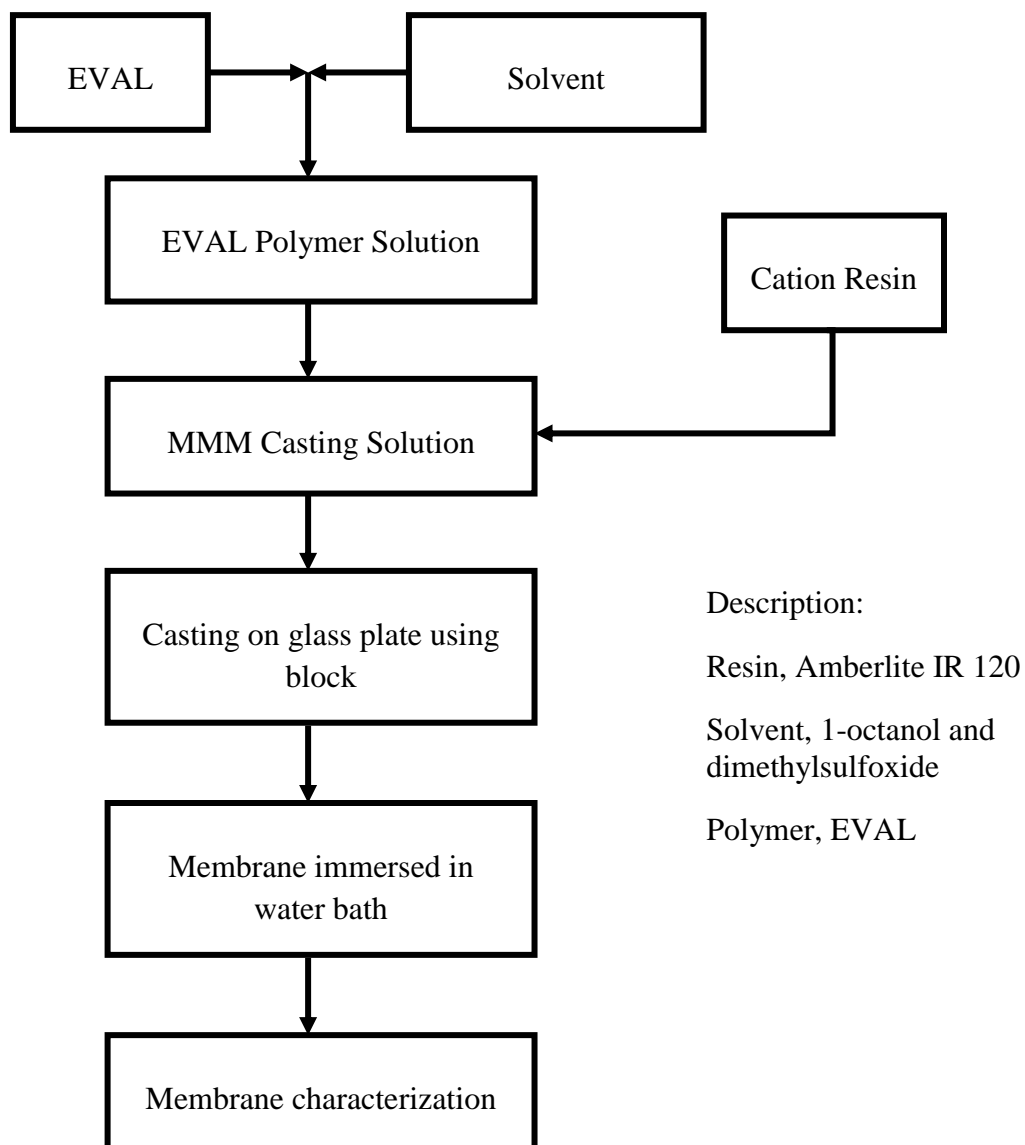 EVAL
Solvent
EVAL Polymer Solution
Cation Resin
MMM Casting Solution
Casting on glass plate using
block
Description:
Resin, Amberlite IR 120
Solvent, 1-octanol and
dimethylsulfoxide
Polymer, EVAL
Membrane immersed in
water bath
Membrane characterization